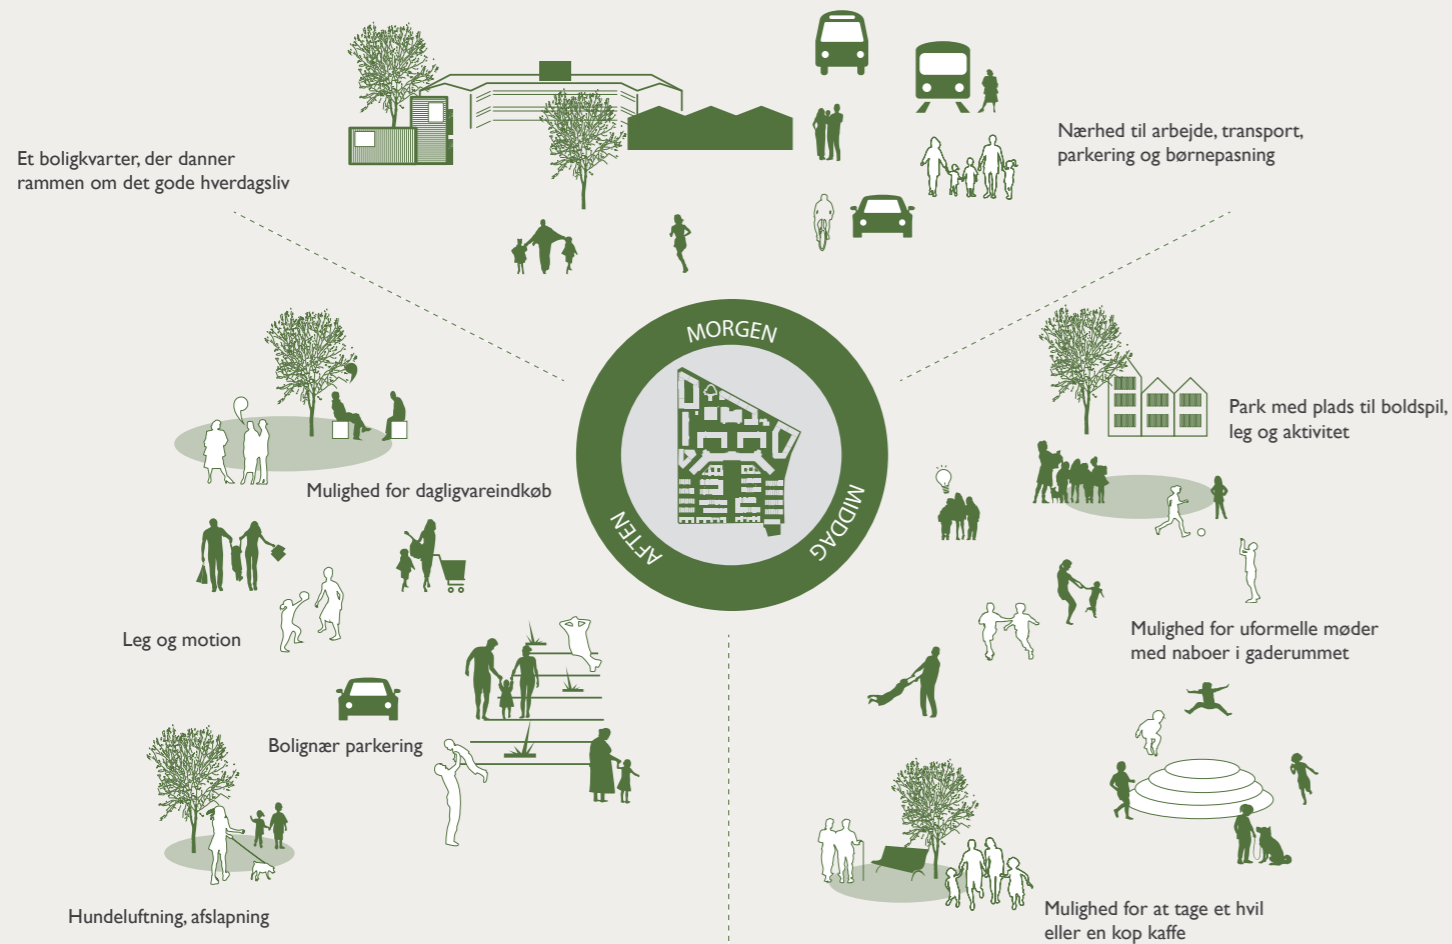 Et boligkvarter, der danner
rammen om det gode hverdagsliv
Nærhed til arbejde, transport,
parkering og børnepasning
MORGEN
MIDDAG
AFTEN
Park med plads til boldspil,
leg og aktivitet
Mulighed for dagligvareindkøb
Leg og motion
Mulighed for uformelle møder
med naboer i gaderummet
Bolignær parkering
Hundeluftning, afslapning
Mulighed for at tage et hvil
eller en kop kaffe